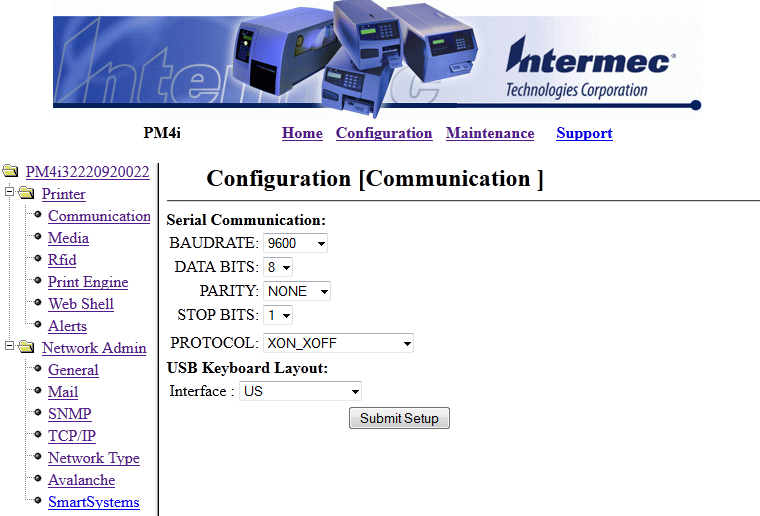 Intermec
Intermec®
Technologies Corporation
PM4i Home Configuration Maintenance Support
PM4i32220920022
Printer
Communication
Media
Rfid
Print Engine
Web Shell
Alerts
Network Admin
General
Mail
SNMP
TCP/IP
Network Type
Avalanche
SmartSystems
Configuration [Communication ]
Serial Communication:
BAUDRATE: 9600
DATA BITS: 8
PARITY: NONE
STOP BITS: 1
PROTOCOL: XON_XOFF
USB Keyboard Layout:
Interface : US
Submit Setup